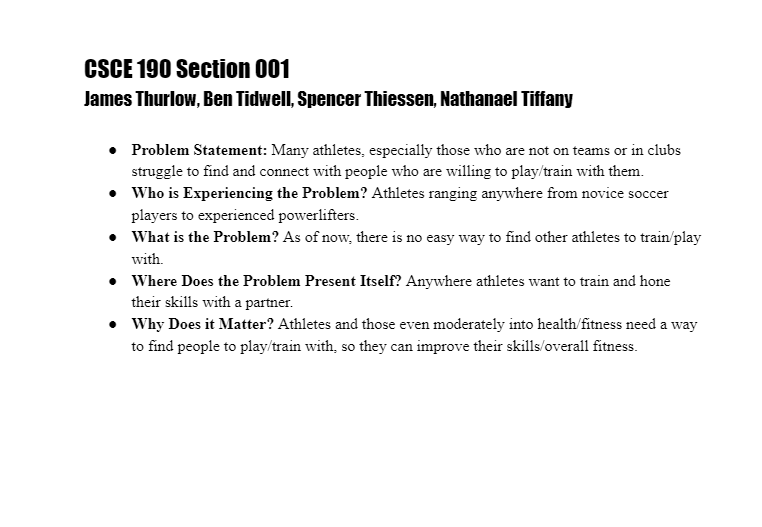 CSCE 190 Section 001
James Thurlow, Ben Tidwell, Spencer Thiessen, Nathanael Tiffany
● Problem Statement: Many athletes, especially those who are not on teams or in clubs
struggle to find and connect with people who are willing to play/train with them.
● Who is Experiencing the Problem? Athletes ranging anywhere from novice soccer
players to experienced powerlifters.
● What is the Problem? As of now, there is no easy way to find other athletes to train/play
with.
● Where Does the Problem Present Itself? Anywhere athletes want to train and hone
their skills with a partner.
● Why Does it Matter? Athletes and those even moderately into health/fitness need a way
to find people to play/train with, so they can improve their skills/overall fitness.